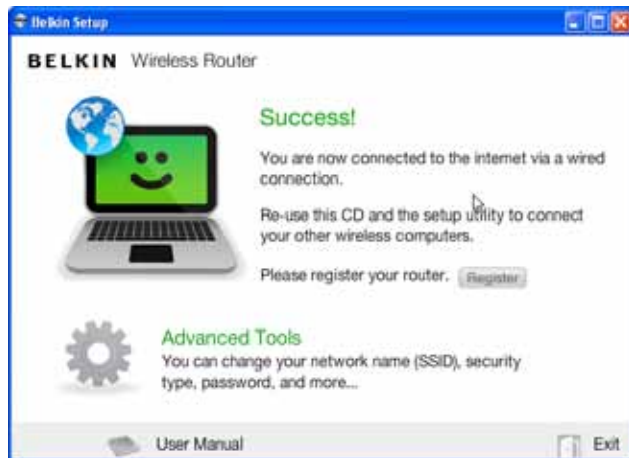 Belkin Setup
BELKIN Wireless Router
Success!
You are now connected to the internet via a wired
connection.
Re-use this CD and the setup utility to connect
your other wireless computers.
Please register your router. Register
Advanced Tools
You can change your network name (SSID), security
type, password, and more...
User Manual
Exit